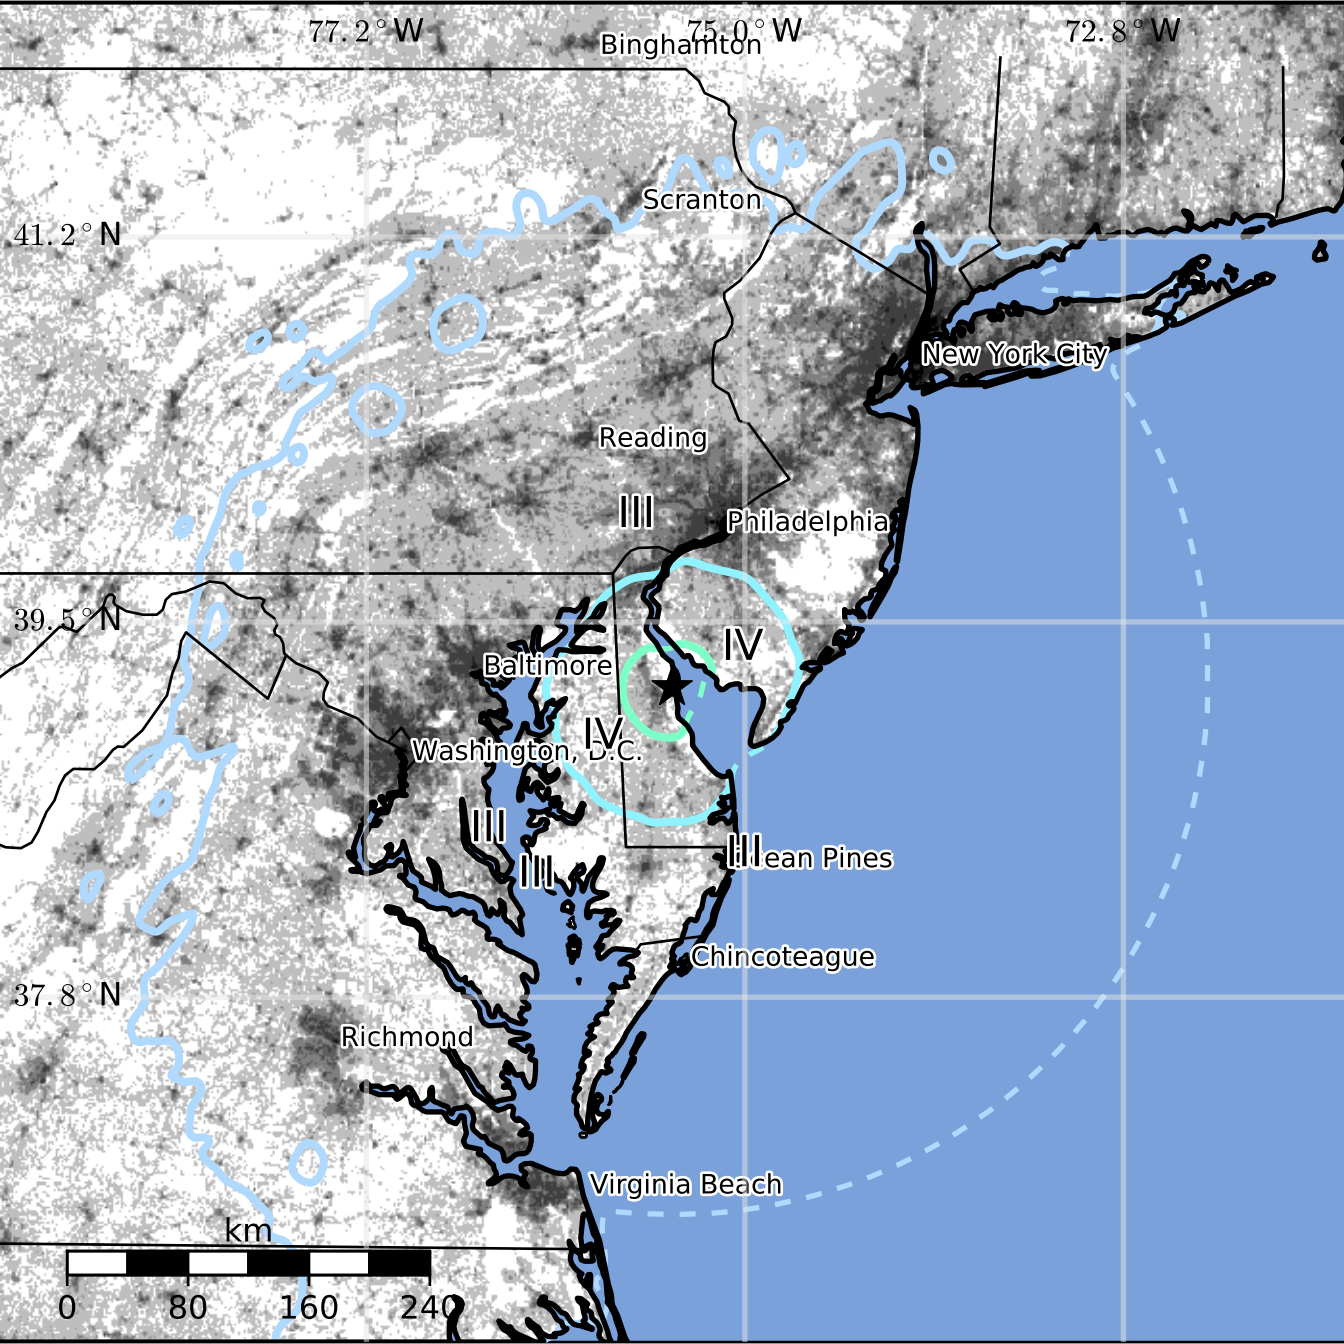 77.2°W
75.0°W
72.8°W
Binghamton
Scranton
41.2°N
New York City
Reading
III
Philadelphia
39.5°N
IV
Baltimore
IV
Washington, D.C.
III
III
III
Ocean Pines
Chincoteague
37.8°N
Richmond
Virginia Beach
km
0 80 160 240